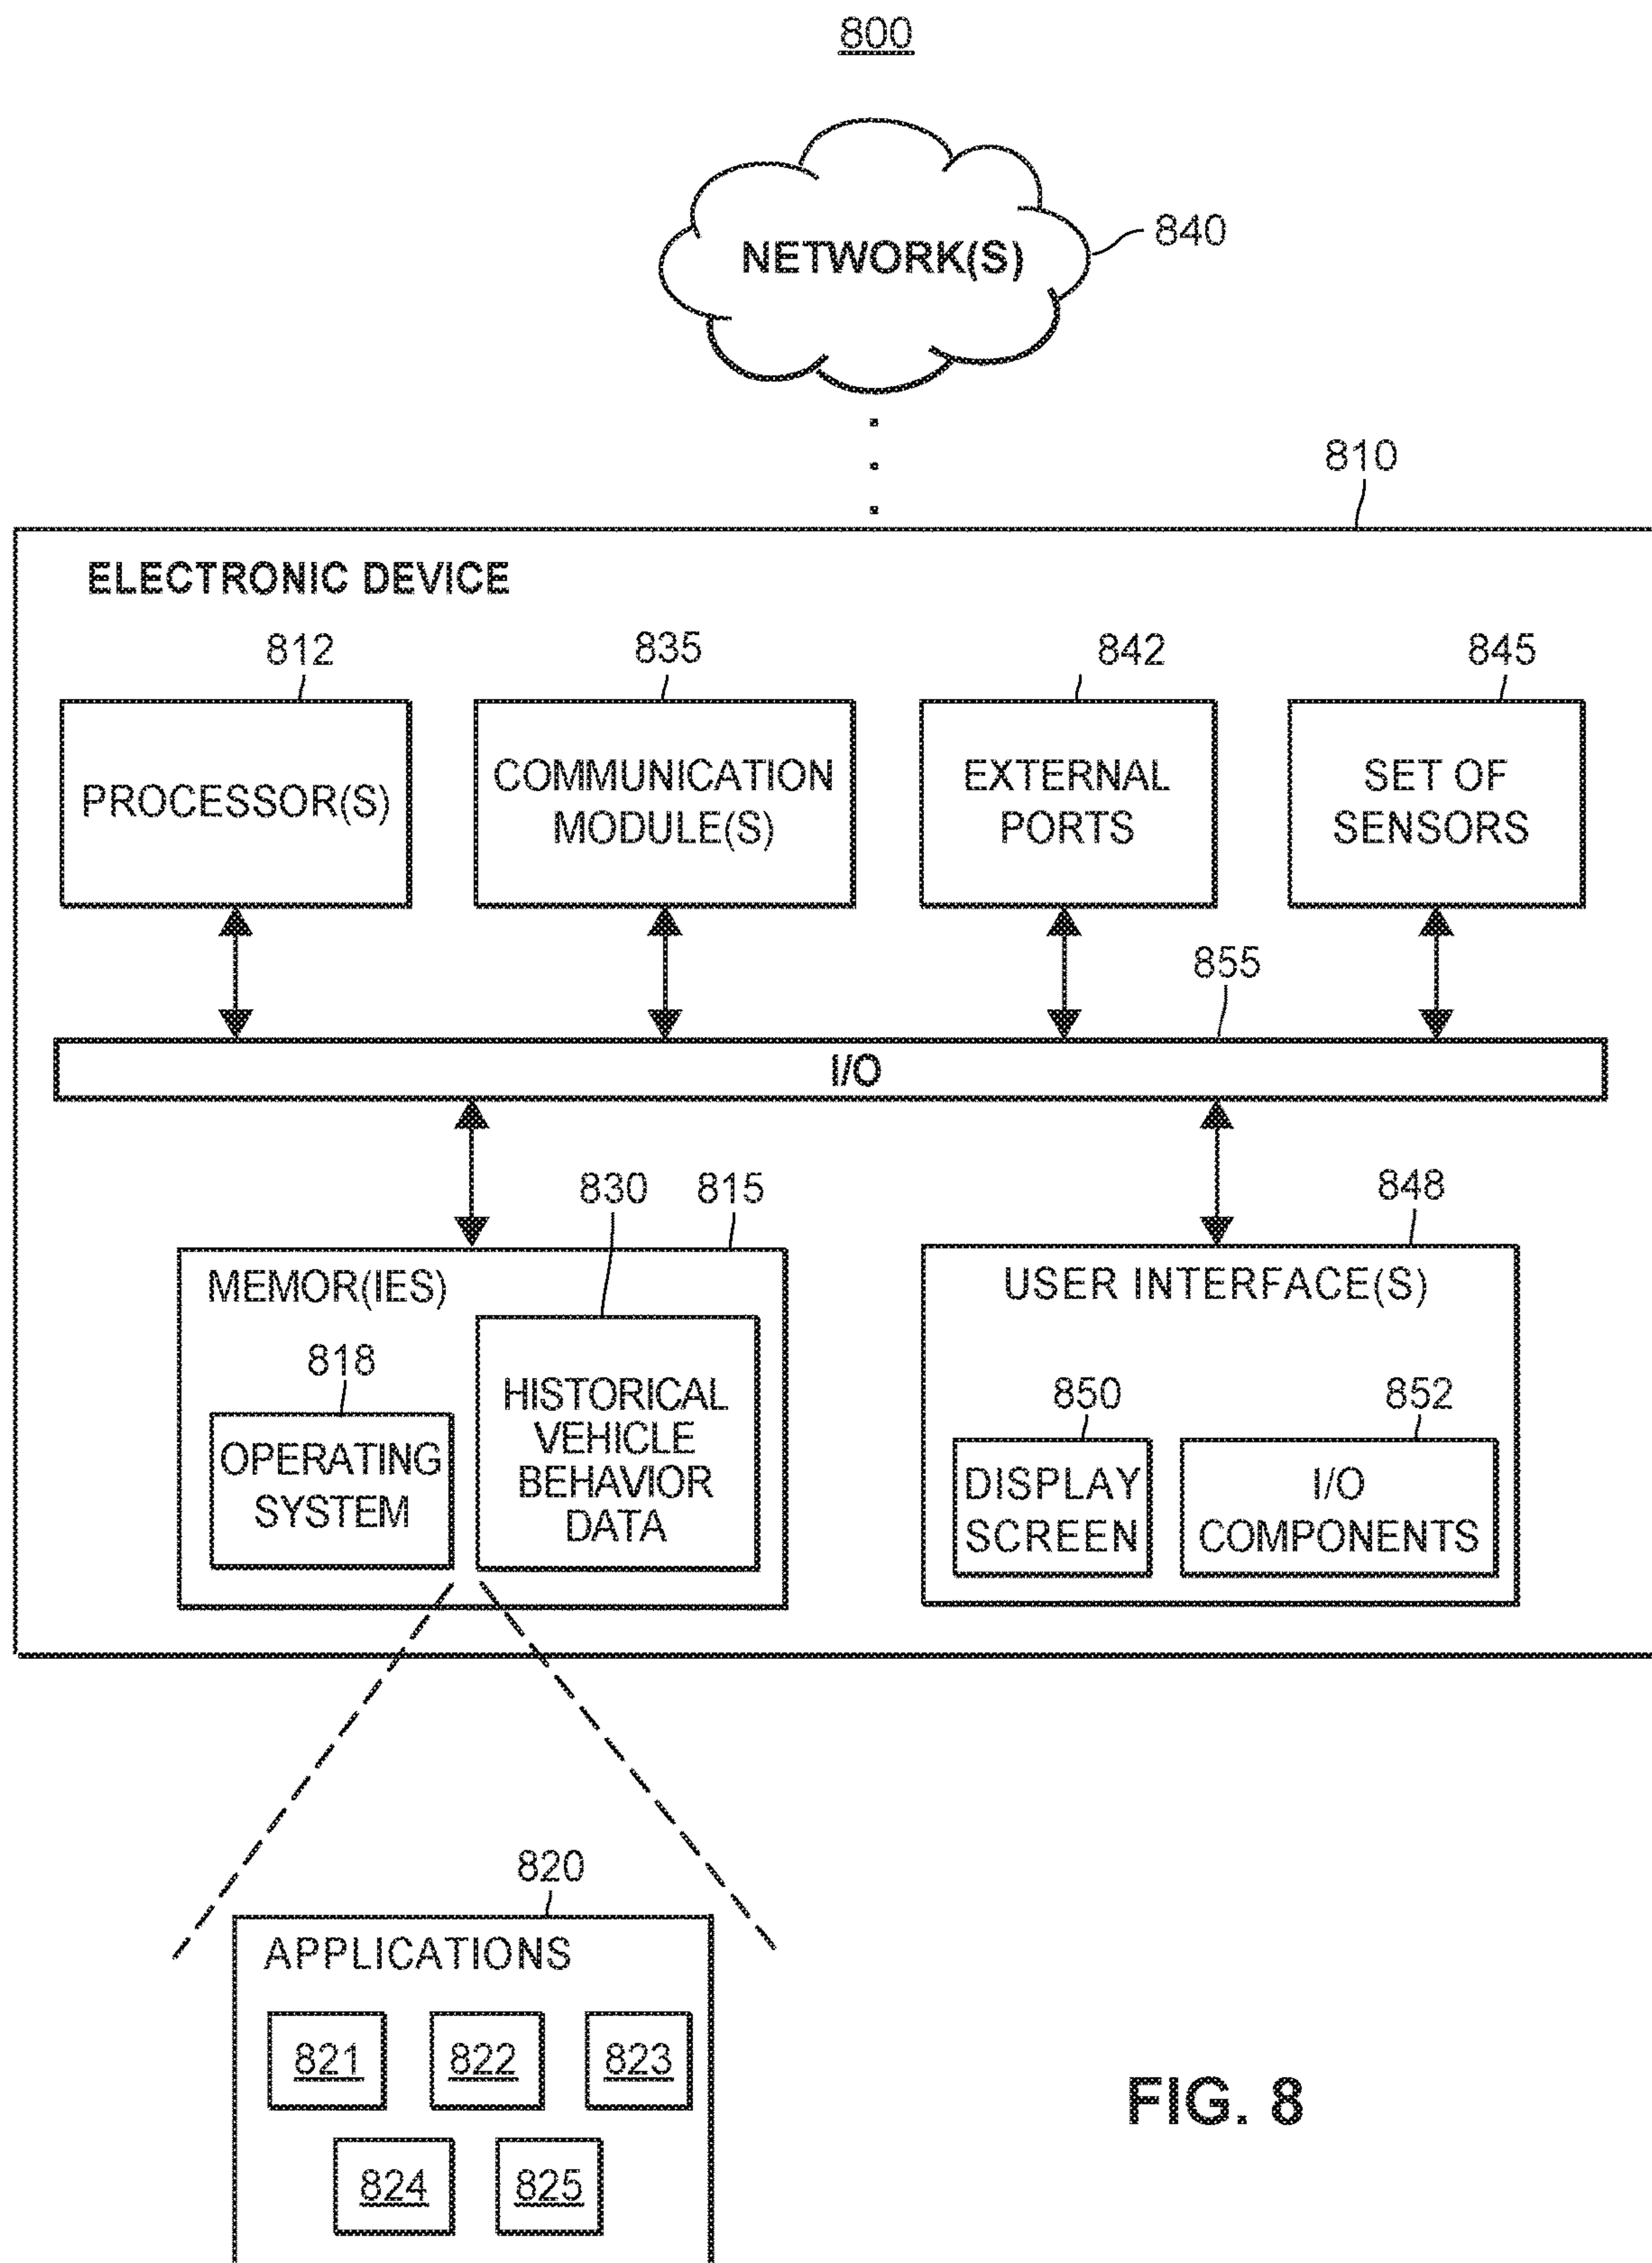 800
NETWORK(S)
840
810
ELECTRONIC DEVICE
812
835
842
845
PROCESSOR(S)
COMMUNICATION
MODULE(S)
EXTERNAL
PORTS
SET OF
SENSORS
855
I/O
830
815
848
MEMOR(IES)
818
OPERATING
SYSTEM
HISTORICAL
VEHICLE
BEHAVIOR
DATA
USER INTERFACE(S)
850
852
DISPLAY
SCREEN
I/O
COMPONENTS
820
APPLICATIONS
821
822
823
824
825
FIG. 8